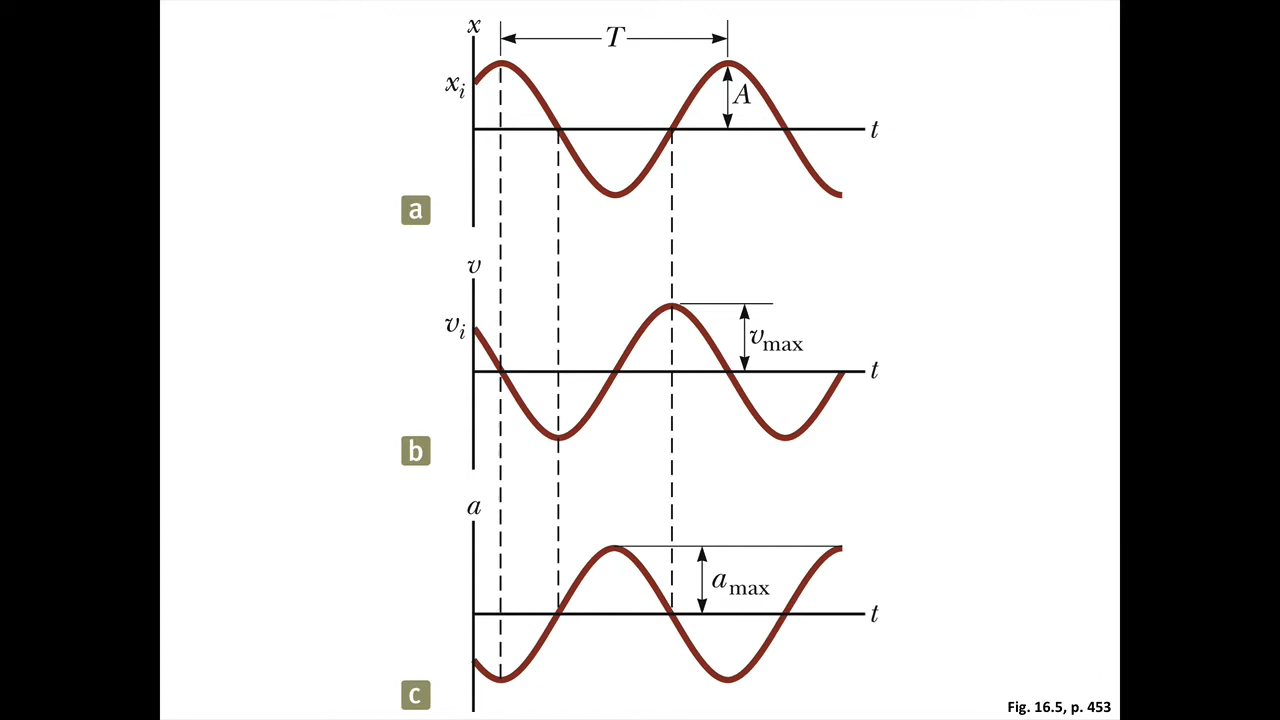 x
T
x_i
A
t
a
v
v_i
v_max
t
b
a
a_max
t
c
Fig. 16.5, p. 453